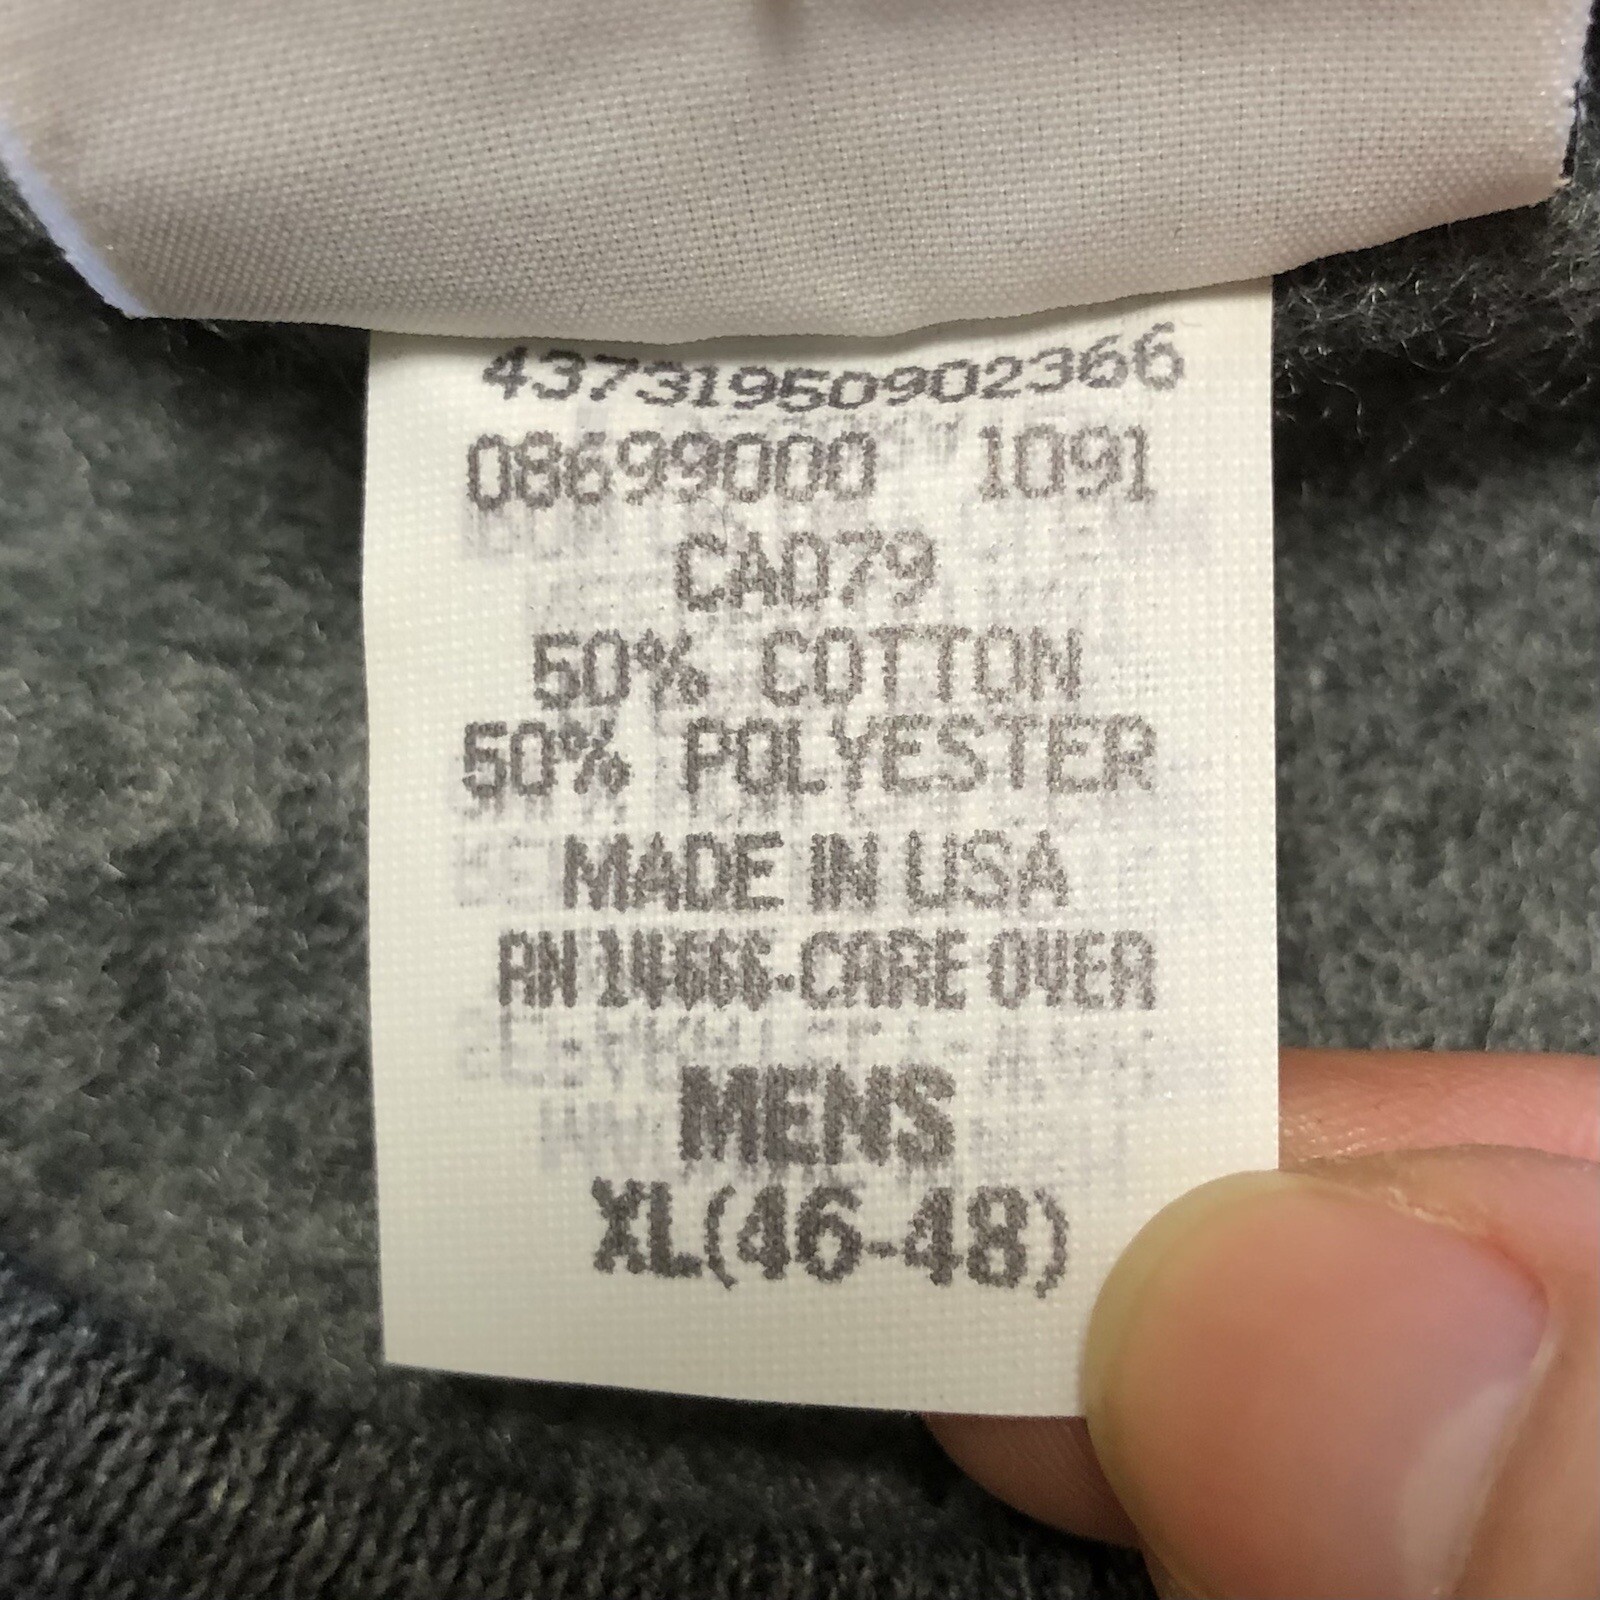 43731950902366
08699000 1091
CA079
50% COTTON
50% POLYESTER
MADE IN USA
RN 14666-CARE OVER
MENS
XL(46-48)